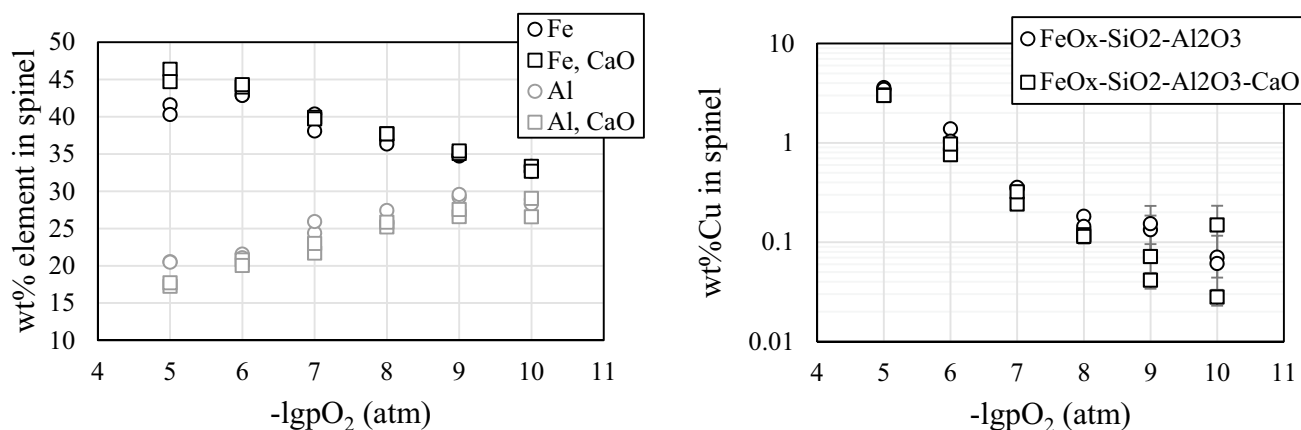 wt% element in spinel
50
45
40
35
30
25
20
15
10
4 5 6 7 8 9 10 11
-lgpO₂ (atm)
Fe
Fe, CaO
Al
Al, CaO
wt%Cu in spinel
10
1
0.1
0.01
4 5 6 7 8 9 10 11
-lgpO₂ (atm)
FeOx-SiO2-Al2O3
FeOx-SiO2-Al2O3-CaO